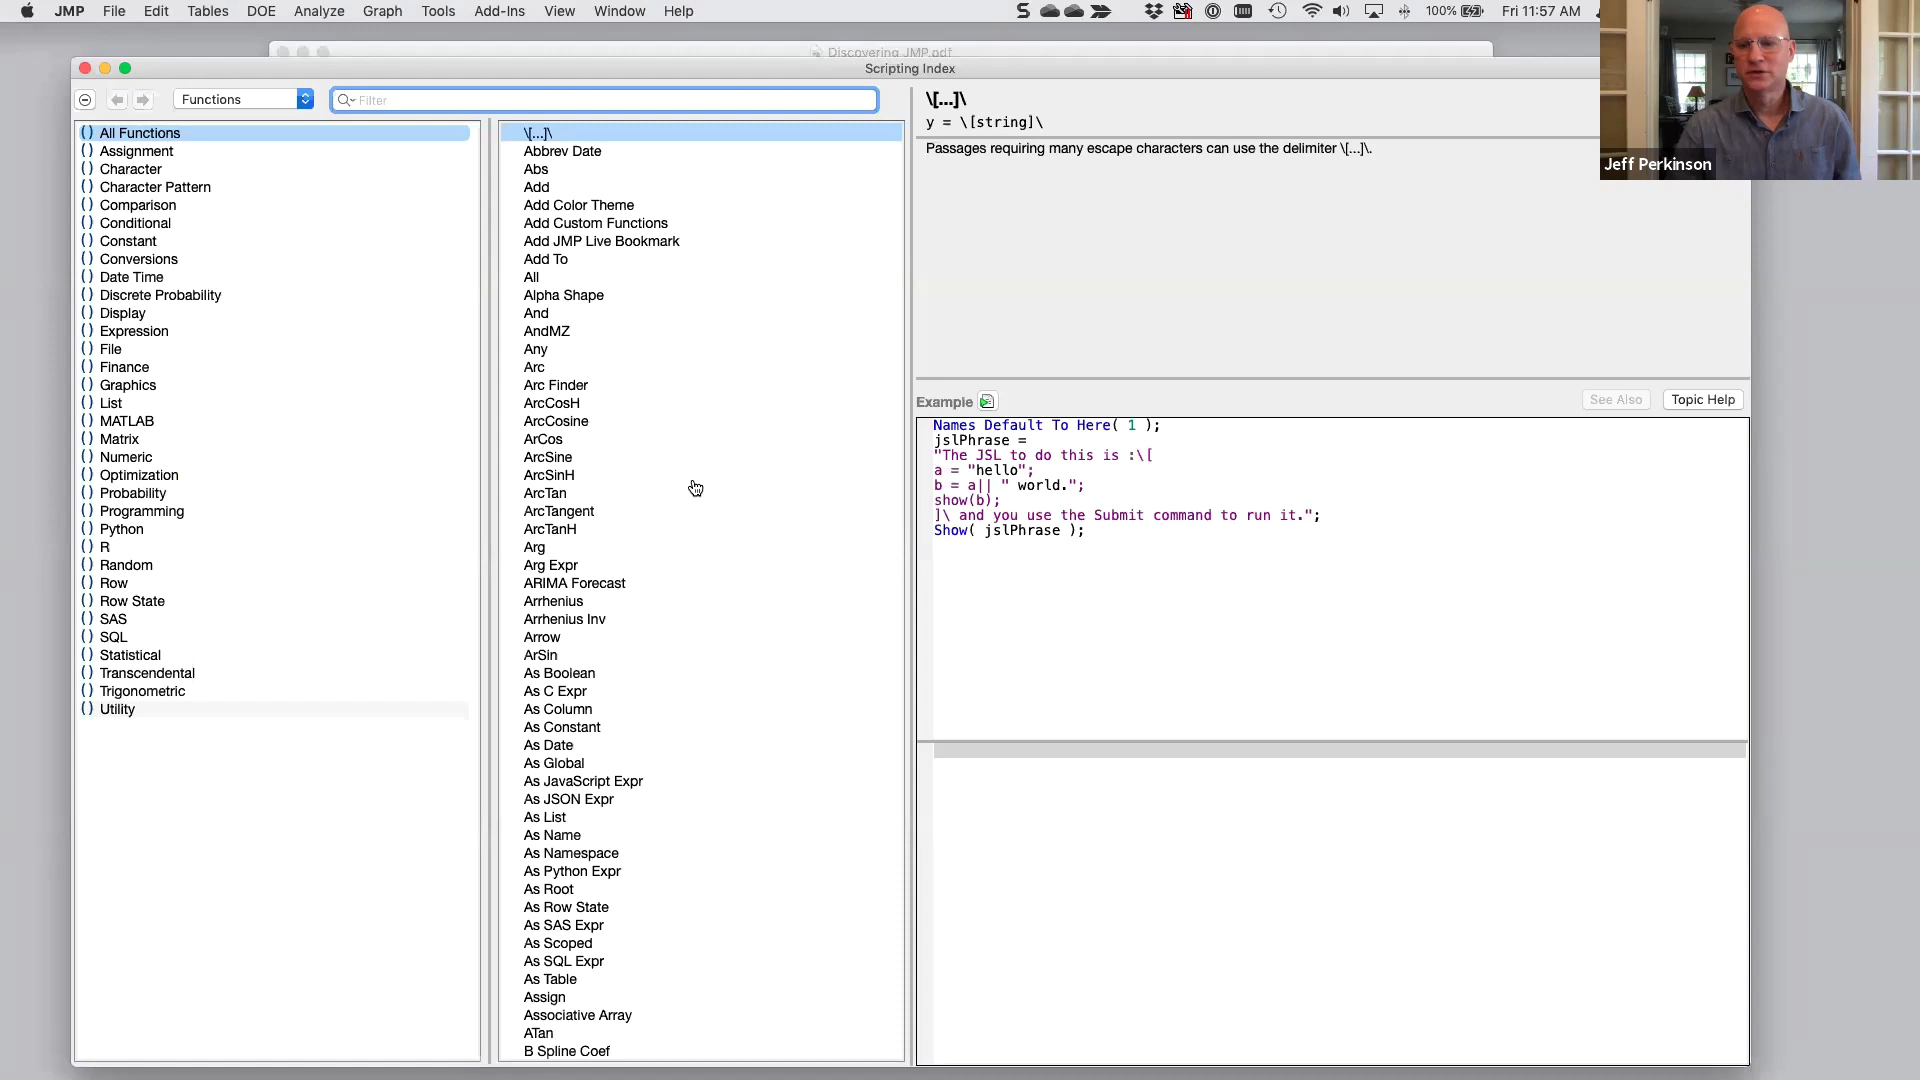 JMP File Edit Tables DOE Analyze Graph Tools Add-Ins View Window Help 100% Fri 11:57 AM
Discovering JMP.pdf
Scripting Index
Functions
Filter
All Functions
Assignment
Character
Character Pattern
Comparison
Conditional
Constant
Conversions
Date Time
Discrete Probability
Display
Expression
File
Finance
Graphics
List
MATLAB
Matrix
Numeric
Optimization
Probability
Programming
Python
R
Random
Row
Row State
SAS
SQL
Statistical
Transcendental
Trigonometric
Utility
\[...]\
Abbrev Date
Abs
Add
Add Color Theme
Add Custom Functions
Add JMP Live Bookmark
Add To
All
Alpha Shape
And
AndMZ
Any
Arc
Arc Finder
ArcCosH
ArcCosine
ArCos
ArcSine
ArcSinH
ArcTan
ArcTangent
ArcTanH
Arg
Arg Expr
ARIMA Forecast
Arrhenius
Arrhenius Inv
Arrow
ArSin
As Boolean
As C Expr
As Column
As Constant
As Date
As Global
As JavaScript Expr
As JSON Expr
As List
As Name
As Namespace
As Python Expr
As Root
As Row State
As SAS Expr
As Scoped
As SQL Expr
As Table
Assign
Associative Array
ATan
B Spline Coef
\[...]\
y = \[string]\
Passages requiring many escape characters can use the delimiter \[...]\.
Example
See Also
Topic Help
Names Default To Here( 1 );
jslPhrase =
"The JSL to do this is :\[
a = "hello";
b = a|| " world.";
show(b);
]\ and you use the Submit command to run it.";
Show( jslPhrase );
Jeff Perkinson